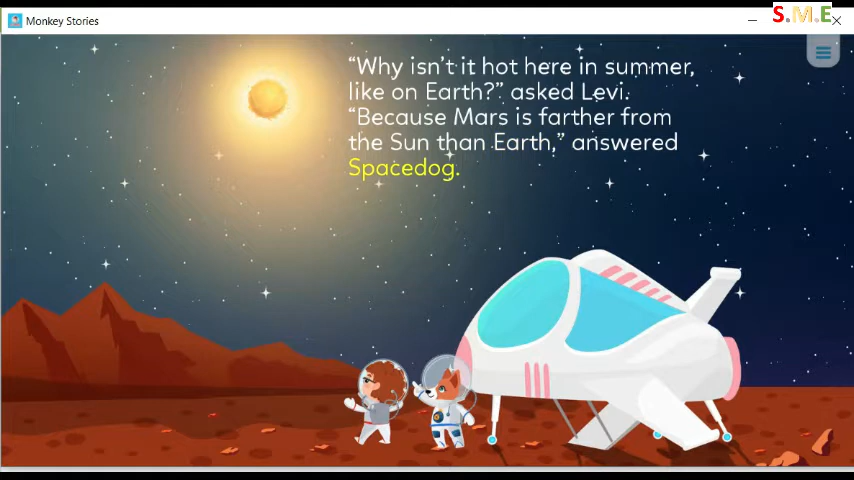 Monkey Stories
S.M.E
“Why isn’t it hot here in summer,
like on Earth?” asked Levi.
“Because Mars is farther from
the Sun than Earth,” answered
Spacedog.